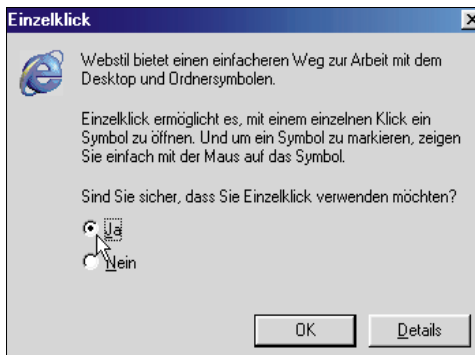 Einzelklick
Webstil bietet einen einfacheren Weg zur Arbeit mit dem
Desktop und Ordnersymbolen.
Einzelklick ermöglicht es, mit einem einzelnen Klick ein
Symbol zu öffnen. Und um ein Symbol zu markieren, zeigen
Sie einfach mit der Maus auf das Symbol.
Sind Sie sicher, dass Sie Einzelklick verwenden möchten?
Ja
Nein
OK Details